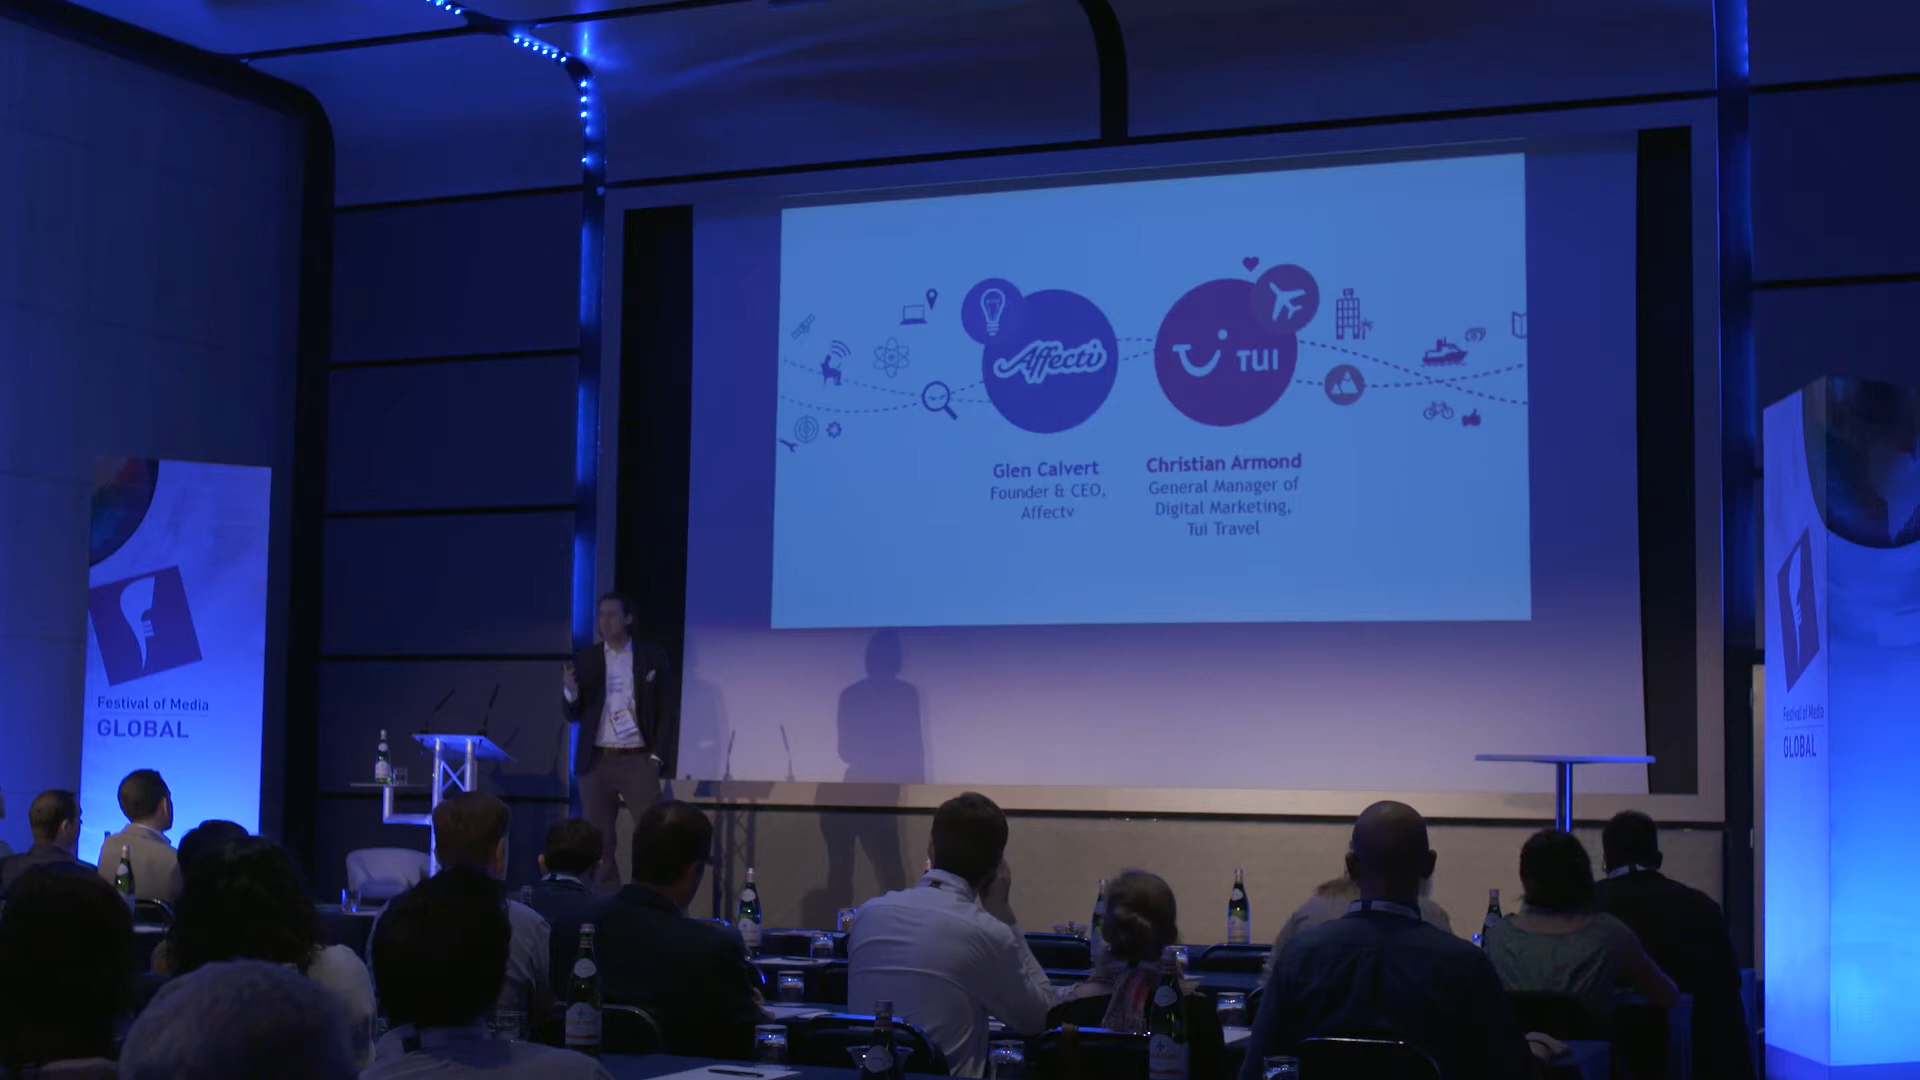 Affectv
TUI
Glen Calvert
Founder & CEO,
Affectv
Christian Armond
General Manager of
Digital Marketing,
Tui Travel
Festival of Media
GLOBAL
Festival of Media
GLOBAL